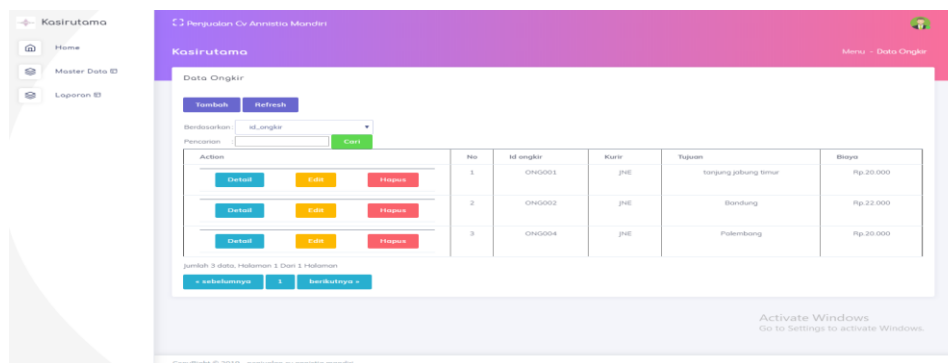 Kasirutama
Penjualan Cv Annistia Mandiri
Home
Kasirutama
Menu - Data Ongkir
Master Data
Data Ongkir
Laporan
Tambah Refresh
Berdasarkan : id_ongkir
Pencarian : Cari
Action No Id ongkir Kurir Tujuan Biaya
Detail Edit Hapus 1 ONG001 JNE tanjung jabung timur Rp.20.000
Detail Edit Hapus 2 ONG002 JNE Bandung Rp.22.000
Detail Edit Hapus 3 ONG004 JNE Palembang Rp.20.000
Jumlah 3 data, Halaman 1 Dari 1 Halaman
« sebelumnya 1 berikutnya »
Activate Windows
Go to Settings to activate Windows.